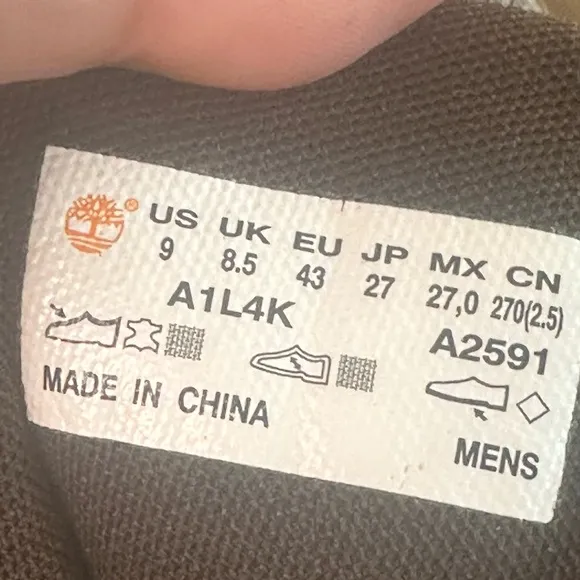 ® US UK EU JP MX CN
9 8.5 43 27 27,0 270(2.5)
A1L4K A2591
MADE IN CHINA MENS